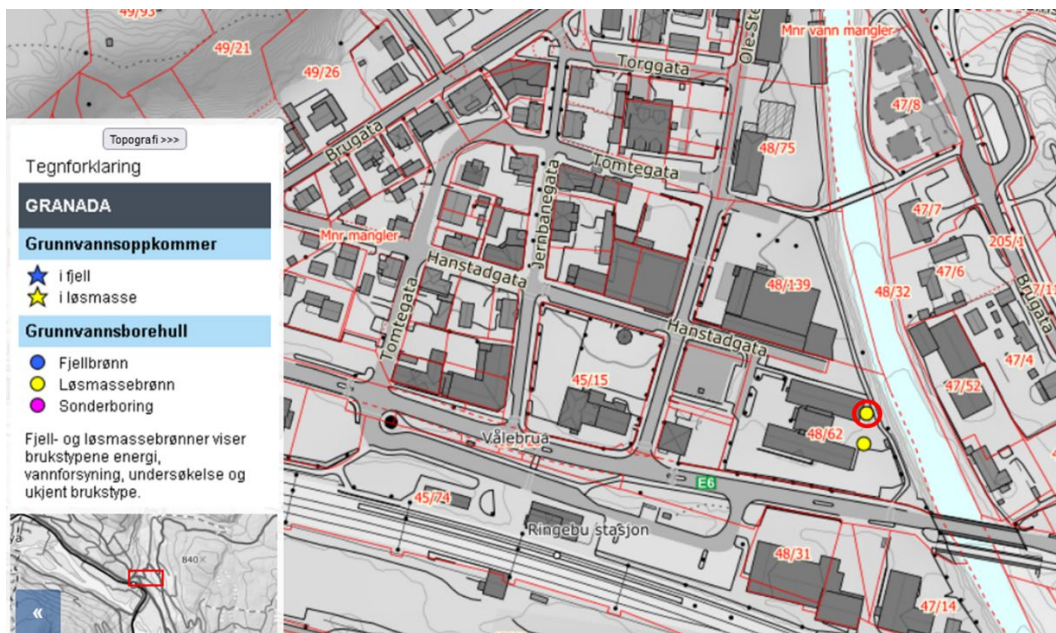 Topografi >>>
Tegnforklaring
GRANADA
Grunnvannsoppkommer
i fjell
i løsmasse
Grunnvannsborehull
Fjellbrønn
Løsmassebrønn
Sonderboring
Fjell- og løsmassebrønner viser
brukstypene energi,
vannforsyning, undersøkelse og
ukjent brukstype.
840
«
49/93
49/21
49/26
Brugata
Torggata
Mnr vann mangler
47/8
48/75
Tomtegata
Jernbanegata
Mnr mangler
Hanstadgata
Tomtegata
47/7
205/1
47/6
48/139
48/32
Brugata
Hanstadgata
47/4
47/52
45/15
48/62
Vålebrua
E6
45/74
Ringebu stasjon
48/31
47/14